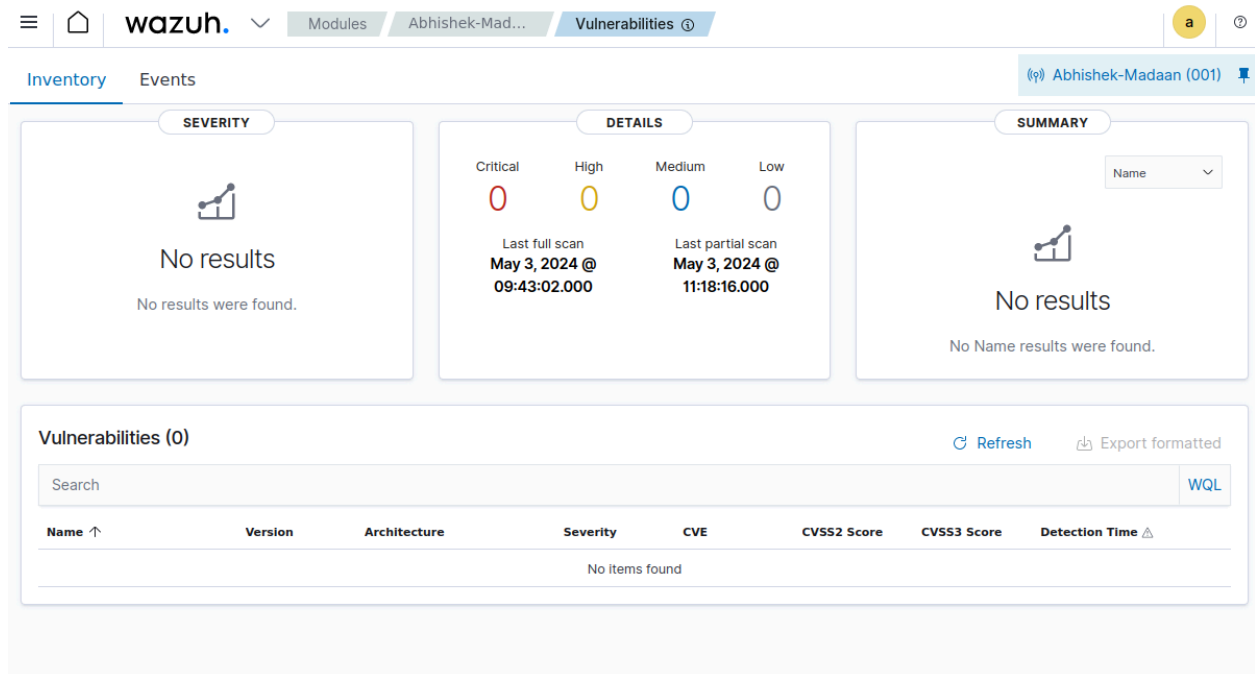 wazuh.
Modules
Abhishek-Mad...
Vulnerabilities
a
Inventory
Events
Abhishek-Madaan (001)
SEVERITY
No results
No results were found.
DETAILS
Critical High Medium Low
0 0 0 0
Last full scan
May 3, 2024 @
09:43:02.000
Last partial scan
May 3, 2024 @
11:18:16.000
SUMMARY
Name
No results
No Name results were found.
Vulnerabilities (0)
Refresh
Export formatted
Search
WQL
Name Version Architecture Severity CVE CVSS2 Score CVSS3 Score Detection Time
No items found